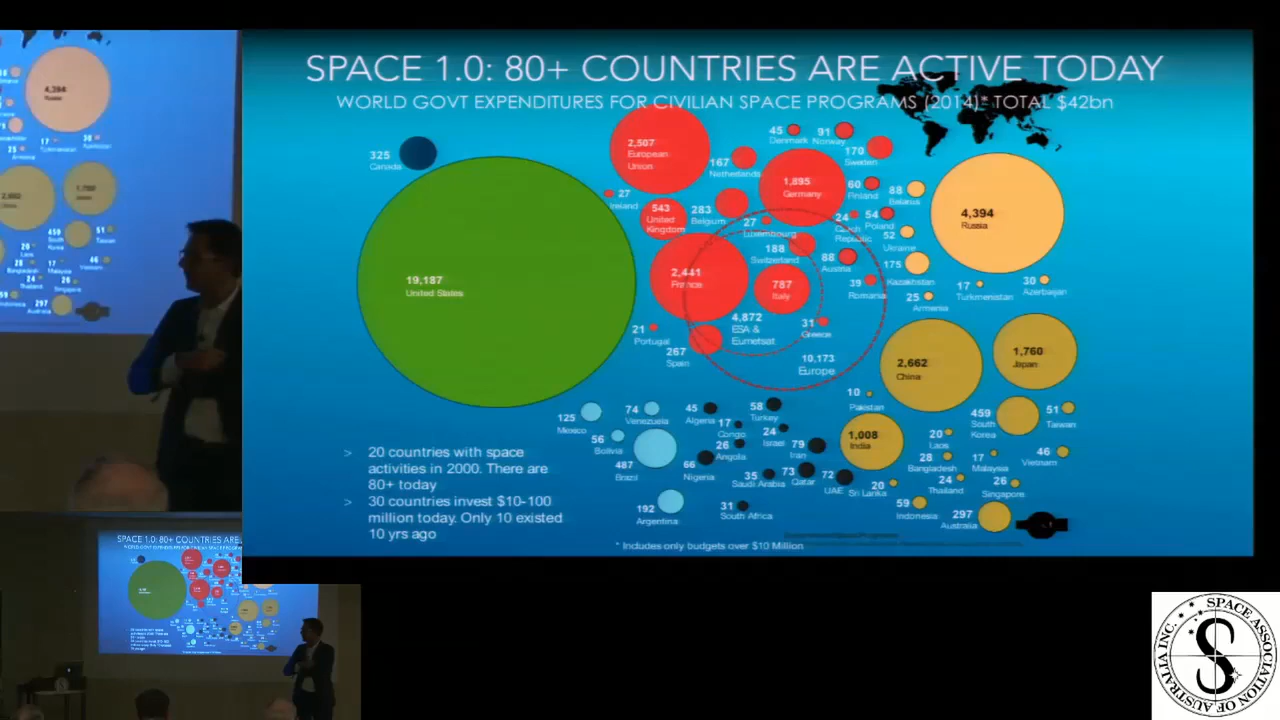 SPACE 1.0: 80+ COUNTRIES ARE ACTIVE TODAY
WORLD GOVT EXPENDITURES FOR CIVILIAN SPACE PROGRAMS (2014)* TOTAL $42bn
325
Canada
19,187
United States
2,507
European
Union
45
Denmark
91
Norway
170
Sweden
167
Netherlands
1,895
Germany
60
Finland
88
Belarus
27
Ireland
543
United
Kingdom
283
Belgium
27
Luxembourg
24
Czech
Republic
54
Poland
52
Ukraine
4,394
Russia
188
Switzerland
88
Austria
175
Kazakhstan
2,441
France
787
Italy
39
Romania
25
Armenia
17
Turkmenistan
30
Azerbaijan
21
Portugal
267
Spain
4,872
ESA &
Eumetsat
31
Greece
10,173
Europe
2,662
China
1,760
Japan
10
Pakistan
125
Mexico
74
Venezuela
45
Algeria
17
Congo
58
Turkey
24
Israel
56
Bolivia
26
Angola
79
Iran
1,008
India
459
South
Korea
51
Taiwan
20
Laos
487
Brazil
66
Nigeria
35
Saudi Arabia
73
Qatar
72
UAE
20
Sri Lanka
28
Bangladesh
17
Malaysia
46
Vietnam
24
Thailand
26
Singapore
192
Argentina
31
South Africa
59
Indonesia
297
Australia
> 20 countries with space
activities in 2000. There are
80+ today
> 30 countries invest $10-100
million today. Only 10 existed
10 yrs ago
* Includes only budgets over $10 Million
SPACE ASSOCIATION OF AUSTRALIA INC.
S